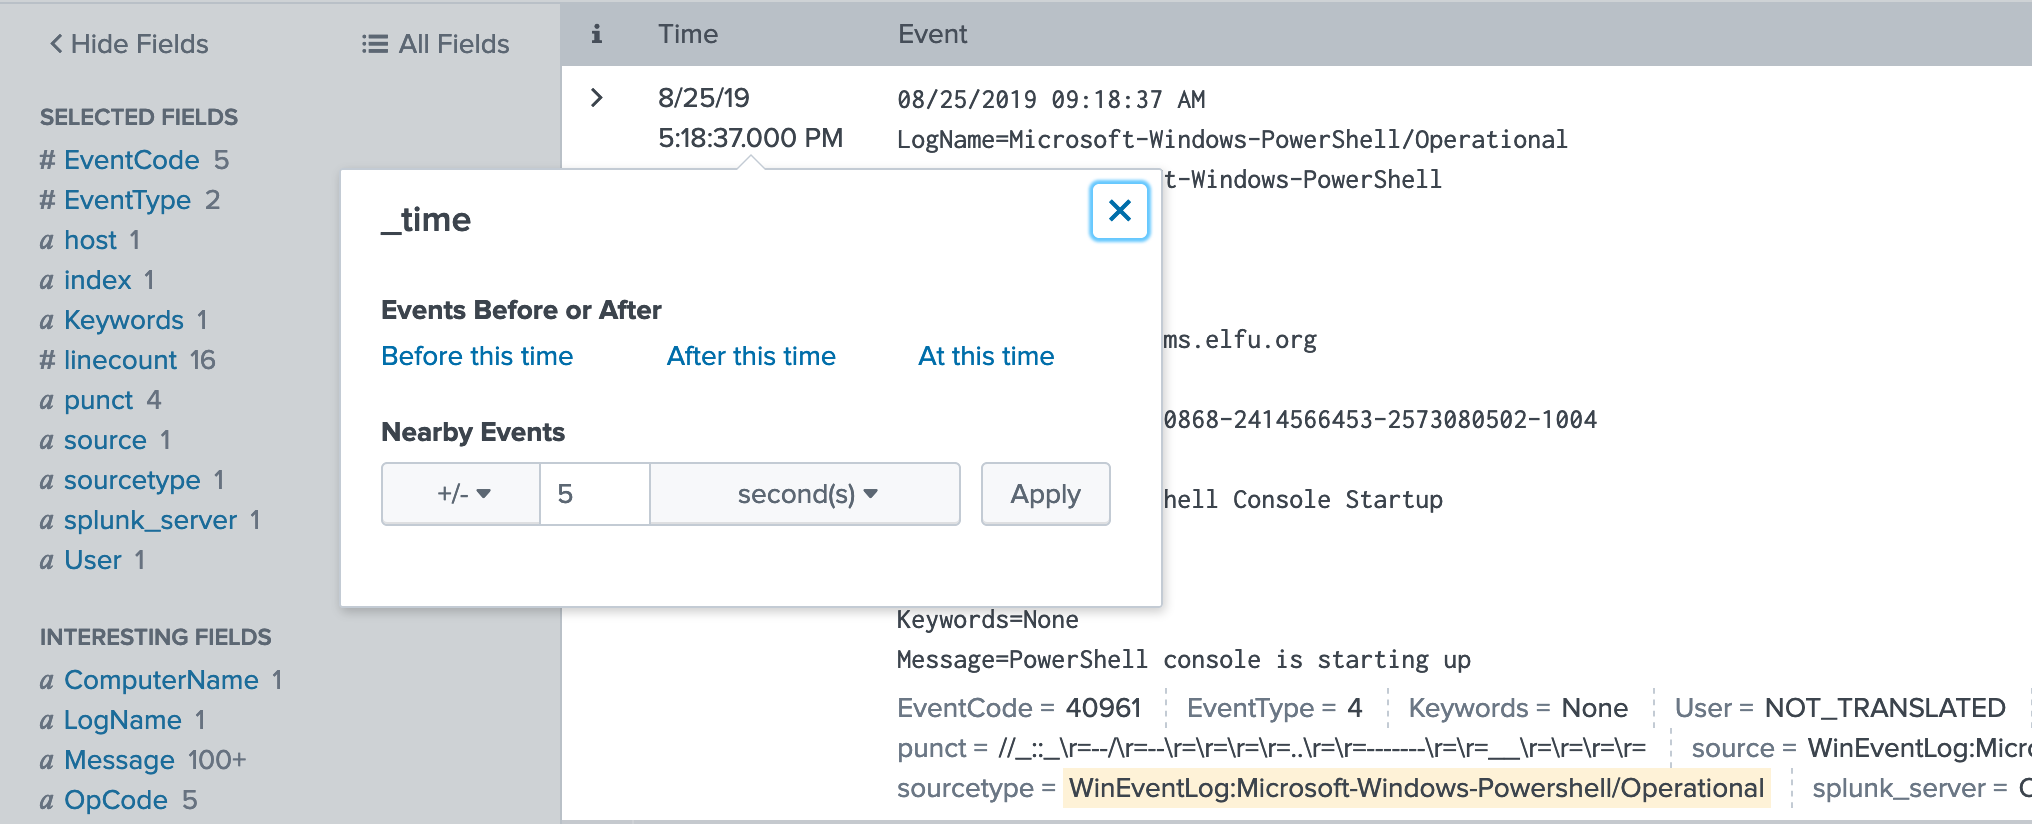 Hide Fields
All Fields
SELECTED FIELDS
# EventCode 5
# EventType 2
a host 1
a index 1
a Keywords 1
# linecount 16
a punct 4
a source 1
a sourcetype 1
a splunk_server 1
a User 1
INTERESTING FIELDS
a ComputerName 1
a LogName 1
a Message 100+
a OpCode 5
i Time Event
8/25/19
5:18:37.000 PM
08/25/2019 09:18:37 AM
LogName=Microsoft-Windows-PowerShell/Operational
t-Windows-PowerShell
ms.elfu.org
0868-2414566453-2573080502-1004
hell Console Startup
_time
Events Before or After
Before this time After this time At this time
Nearby Events
+/- 5 second(s) Apply
Keywords=None
Message=PowerShell console is starting up
EventCode = 40961 EventType = 4 Keywords = None User = NOT_TRANSLATED
punct = //_::_\r=--/\r=--\r=\r=\r=\r=..\r=\r=-------\r=\r=__\r=\r=\r=\r= source = WinEventLog:Micro
sourcetype = WinEventLog:Microsoft-Windows-Powershell/Operational splunk_server =